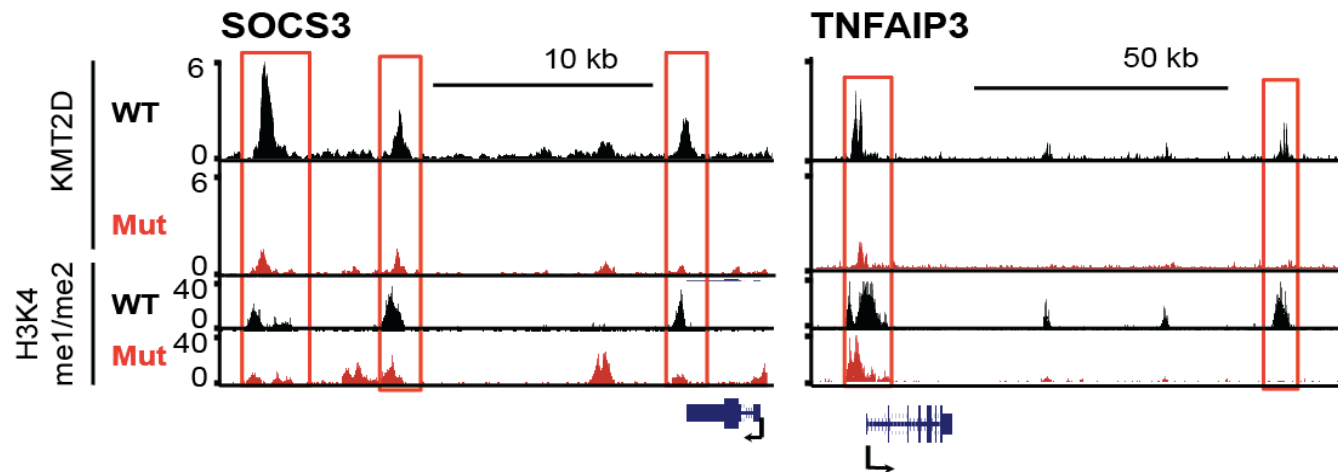 SOCS3
TNFAIP3
10 kb
50 kb
KMT2D
WT
6
0
Mut
6
0
H3K4
me1/me2
WT
40
0
Mut
40
0